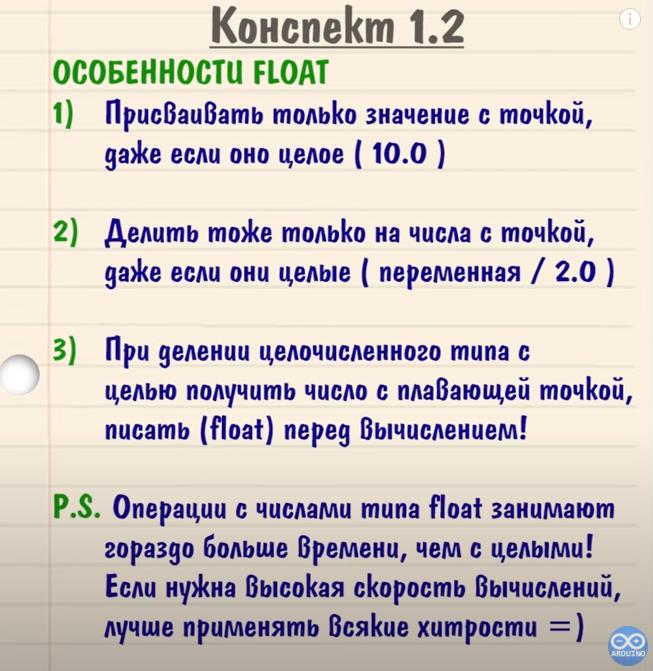 Конспект 1.2
ОСОБЕННОСТИ FLOAT
1) Присваивать только значение с точкой,
даже если оно целое ( 10.0 )
2) Делить тоже только на числа с точкой,
даже если они целые ( переменная / 2.0 )
3) При делении целочисленного типа с
целью получить число с плавающей точкой,
писать (float) перед вычислением!
P.S. Операции с числами типа float занимают
гораздо больше времени, чем с целыми!
Если нужна высокая скорость вычислений,
лучше применять всякие хитрости =)
ARDUINO